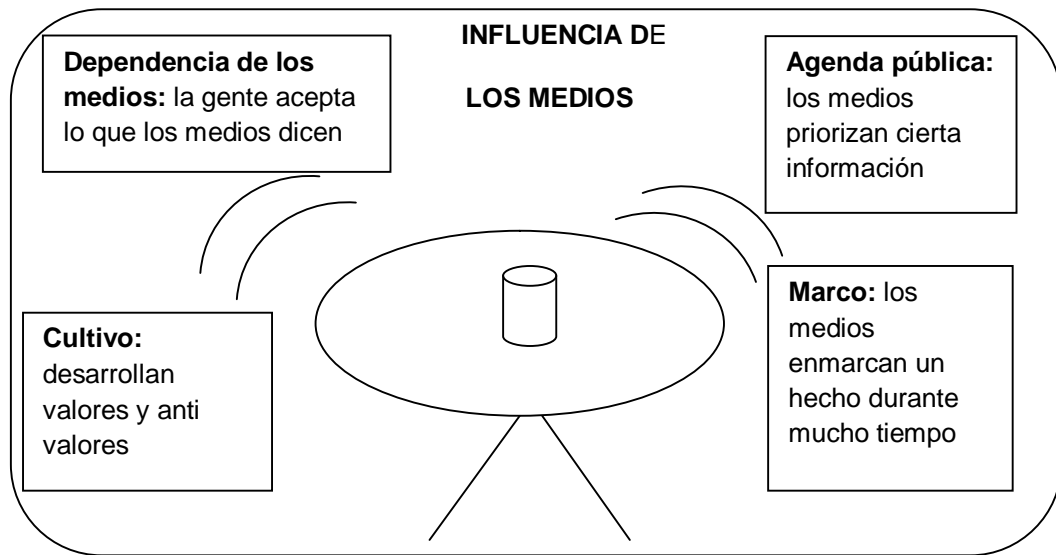 INFLUENCIA DE
LOS MEDIOS
Dependencia de los
medios: la gente acepta
lo que los medios dicen
Agenda pública:
los medios
priorizan cierta
información
Cultivo:
desarrollan
valores y anti
valores
Marco: los
medios
enmarcan un
hecho durante
mucho tiempo